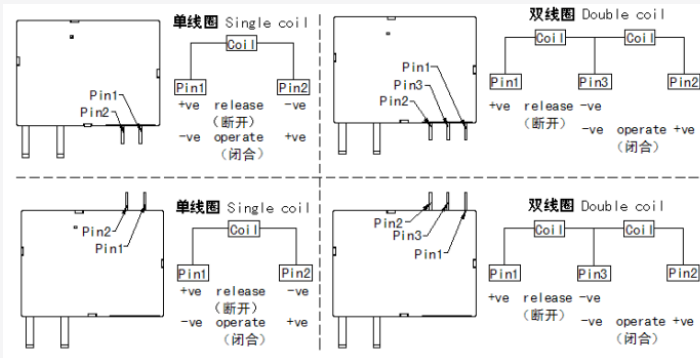 单线圈 Single coil
Coil
Pin1
Pin2
Pin1 Pin2
+ve release -ve
(断开)
-ve operate +ve
(闭合)
双线圈 Double coil
Coil Coil
Pin1
Pin3
Pin2
Pin1 Pin3 Pin2
+ve release -ve
(断开)
-ve operate +ve
(闭合)
单线圈 Single coil
Coil
Pin2
Pin1
Pin1 Pin2
+ve release -ve
(断开)
-ve operate +ve
(闭合)
双线圈 Double coil
Coil Coil
Pin2
Pin3
Pin1
Pin1 Pin3 Pin2
+ve release -ve
(断开)
-ve operate +ve
(闭合)